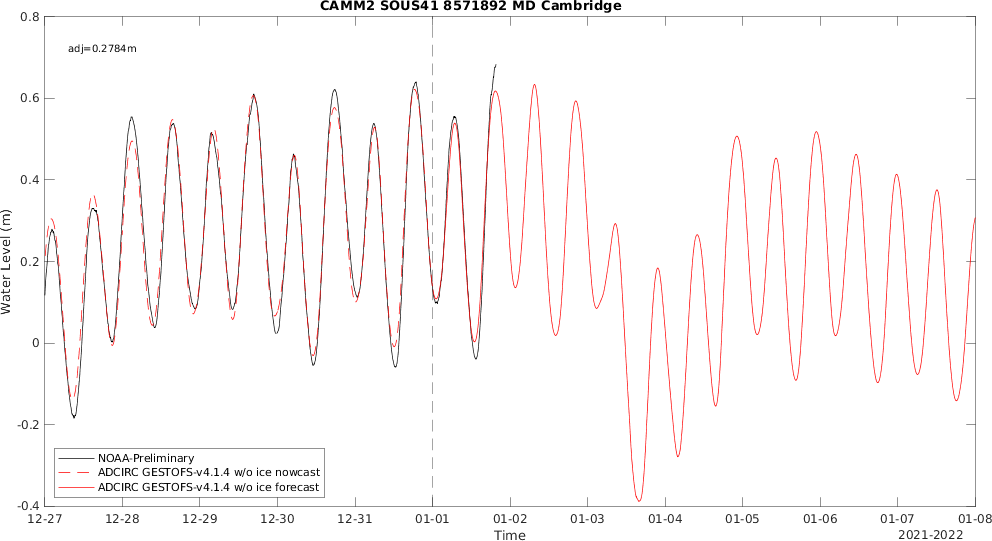 CAMM2 SOUS41 8571892 MD Cambridge
adj=0.2784m
Water Level (m)
0.8
0.6
0.4
0.2
0
-0.2
-0.4
NOAA-Preliminary
ADCIRC GESTOFS-v4.1.4 w/o ice nowcast
ADCIRC GESTOFS-v4.1.4 w/o ice forecast
12-27 12-28 12-29 12-30 12-31 01-01 01-02 01-03 01-04 01-05 01-06 01-07 01-08
Time
2021-2022